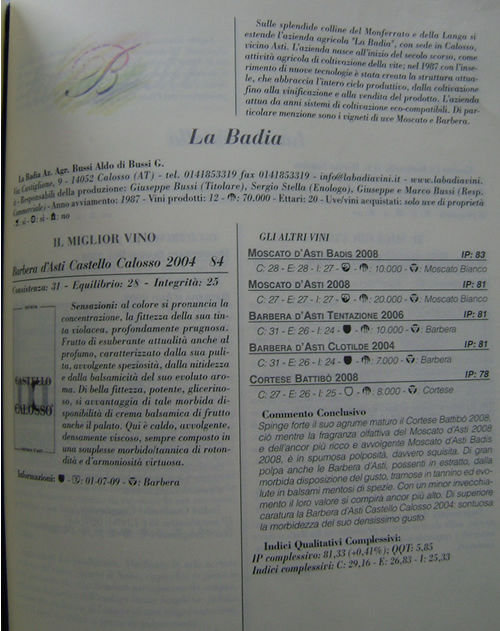 B
Sulle splendide colline del Monferrato e della Langa si
estende l'azienda agricola "La Badia", con sede in Calosso,
vicino Asti. L'azienda nasce all'inizio del secolo scorso, come
attività agricola di coltivazione della vite; nel 1987 con l'inse-
rimento di nuove tecnologie è stata creata la struttura attua-
le, che abbraccia l'intero ciclo produttivo, dalla coltivazione
fino alla vinificazione e alla vendita del prodotto. L'azienda
attua da anni sistemi di coltivazione eco-compatibili. Di par-
ticolare menzione sono i vigneti di uve Moscato e Barbera.
La Badia
La Badia Az. Agr. Bussi Aldo di Bussi G.
Via Castiglione, 9 - 14052 Calosso (AT) - tel. 0141853319 fax 0141853319 - info@labadiavini.it - www.labadiavini.
it - Responsabili della produzione: Giuseppe Bussi (Titolare), Sergio Stella (Enologo), Giuseppe e Marco Bussi (Resp.
Commerciale) - Anno avviamento: 1987 - Vini prodotti: 12 - : 70.000 - Ettari: 20 - Uve/vini acquistati: solo uve di proprietà
: si - : si - : no
IL MIGLIOR VINO
Barbera d'Asti Castello Calosso 2004 84
Consistenza: 31 - Equilibrio: 28 - Integrità: 25
Sensazioni: al colore si pronuncia la
concentrazione, la fittezza della sua tin-
ta violacea, profondamente prugnosa.
Frutto di esuberante attualità anche al
profumo, caratterizzato dalla sua puli-
ta, avvolgente speziosità, dalla nitidezza
e dalla balsamicità del suo evoluto aro-
ma. Di bella fittezza, potente, glicerino-
so, si avvantaggia di tale morbida di-
sponibilità di crema balsamica di frutto
anche il palato. Qui è caldo, avvolgente,
densamente viscoso, sempre composto in
una souplesse morbido/tannica di roton-
dità e d'armoniosità virtuosa.
CASTELLO
CALOSSO
Informazioni: - : 01-07-09 - : Barbera
GLI ALTRI VINI
MOSCATO D'ASTI BADIS 2008 IP: 83
C: 28 - E: 28 - I: 27 - - : 10.000 - : Moscato Bianco
MOSCATO D'ASTI 2008 IP: 81
C: 27 - E: 27 - I: 27 - - : 20.000 - : Moscato Bianco
BARBERA D'ASTI TENTAZIONE 2006 IP: 81
C: 31 - E: 26 - I: 24 - - : 10.000 - : Barbera
BARBERA D'ASTI CLOTILDE 2004 IP: 81
C: 31 - E: 26 - I: 24 - - : 7.000 - : Barbera
CORTESE BATTIBÒ 2008 IP: 78
C: 27 - E: 26 - I: 25 - - : 8.000 - : Cortese
Commento Conclusivo
Spinge forte il suo agrume maturo il Cortese Battibò 2008,
ciò mentre la fragranza olfattiva del Moscato d'Asti 2008
e dell'ancor più ricco e avvolgente Moscato d'Asti Badis
2008, è in spumosa polposità, davvero squisita. Di gran
polpa anche le Barbera d'Asti, possenti in estratto, dalla
morbida disposizione del gusto, tramose in tannino ed evo-
lute in balsami mentosi di spezie. Con un minor invecchia-
mento il loro valore si compirà ancor più alto. Di superiore
caratura la Barbera d'Asti Castello Calosso 2004: sontuosa
la morbidezza del suo densissimo gusto.
Indici Qualitativi Complessivi:
IP complessivo: 81,33 (+0,41%); QQT: 5,85
Indici complessivi: C: 29,16 - E: 26,83 - I: 25,33